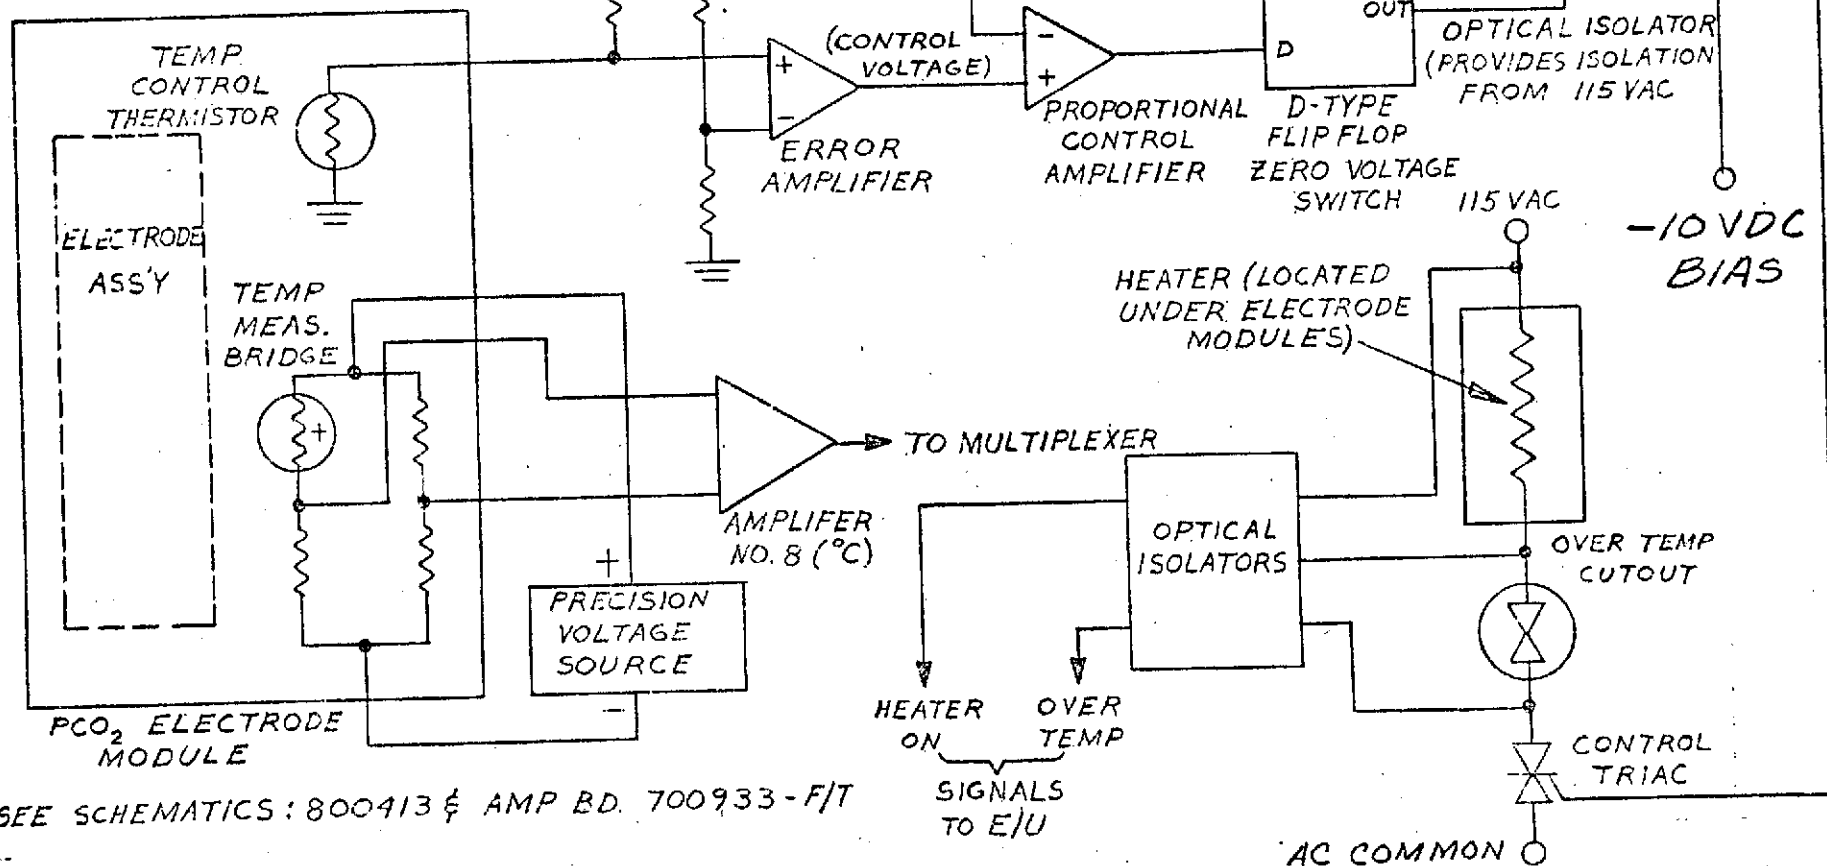 TEMP.
CONTROL
THERMISTOR
ELECTRODE
ASS'Y
TEMP
MEAS.
BRIDGE
+
PCO2 ELECTRODE
MODULE
+
-
ERROR
AMPLIFIER
(CONTROL
VOLTAGE)
-
+
PROPORTIONAL
CONTROL
AMPLIFIER
OUT
D
D-TYPE
FLIP FLOP
ZERO VOLTAGE
SWITCH
OPTICAL ISOLATOR
(PROVIDES ISOLATION
FROM 115 VAC
-10 VDC
BIAS
115 VAC
HEATER (LOCATED
UNDER ELECTRODE
MODULES)
TO MULTIPLEXER
AMPLIFER
NO. 8 (°C)
+
PRECISION
VOLTAGE
SOURCE
-
OPTICAL
ISOLATORS
OVER TEMP
CUTOUT
HEATER
ON
OVER
TEMP
SIGNALS
TO E/U
CONTROL
TRIAC
AC COMMON
SEE SCHEMATICS: 800413 & AMP BD. 700933-F/T